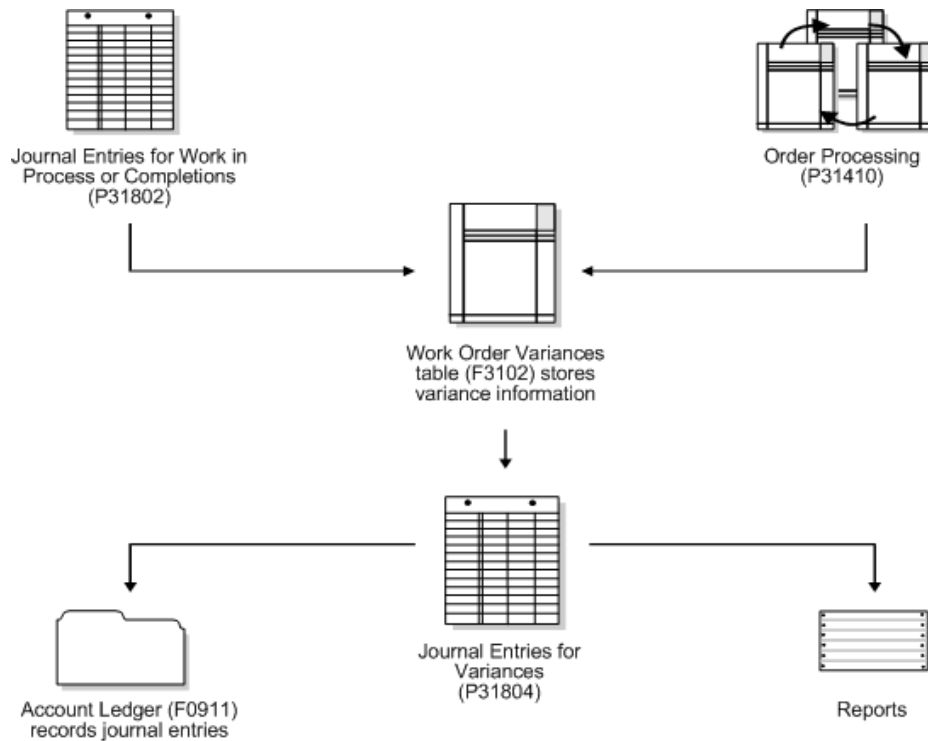 Journal Entries for Work in
Process or Completions
(P31802)
Order Processing
(P31410)
Work Order Variances
table (F3102) stores
variance information
Journal Entries for
Variances
(P31804)
Account Ledger (F0911)
records journal entries
Reports